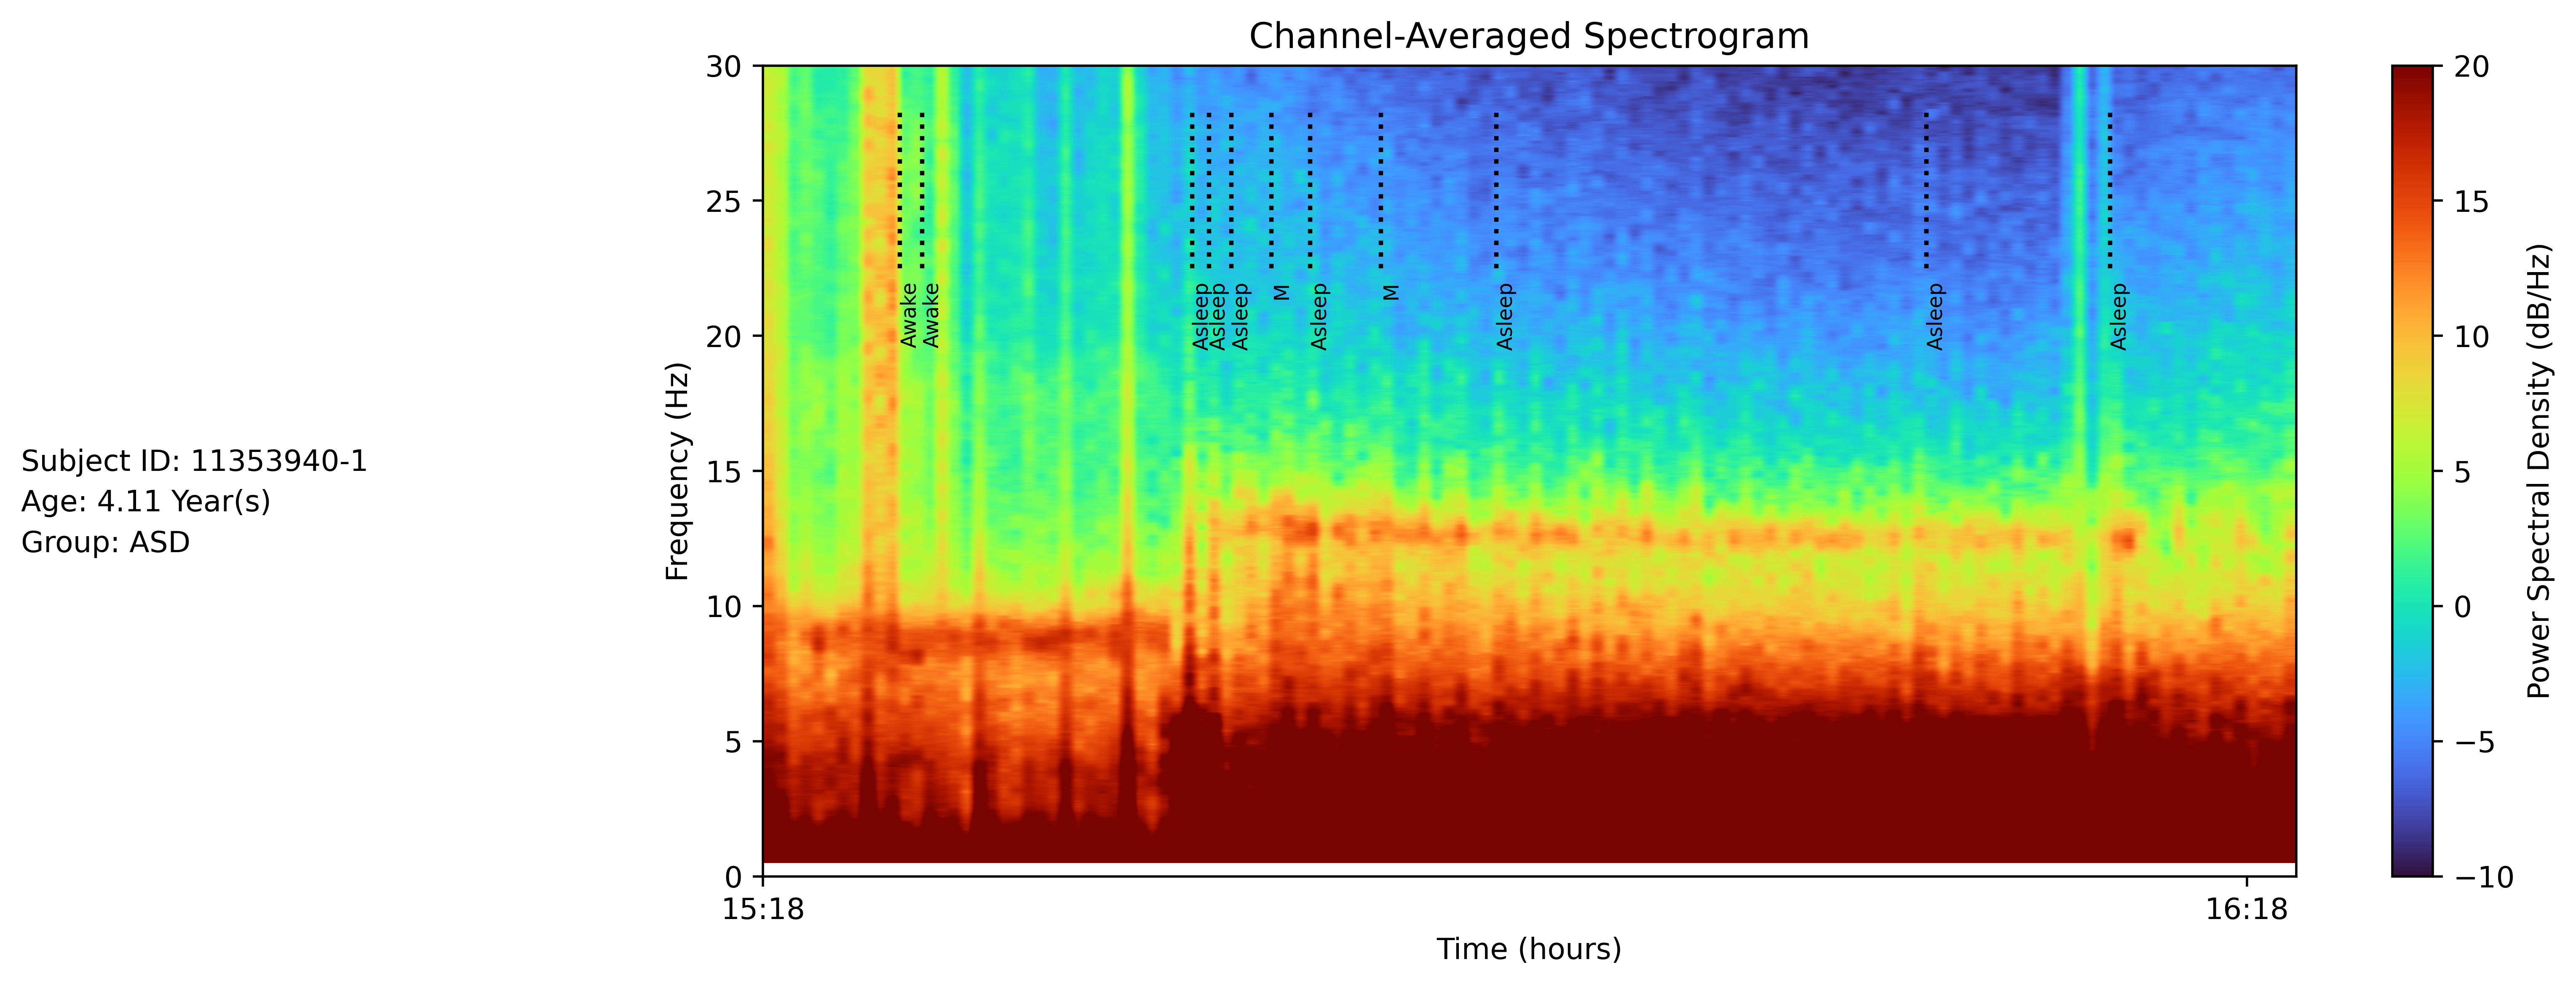 Channel-Averaged Spectrogram
Subject ID: 11353940-1
Age: 4.11 Year(s)
Group: ASD
Frequency (Hz)
30
25
20
15
10
5
0
Awake
Awake
Asleep
Asleep
Asleep
M
Asleep
M
Asleep
Asleep
Asleep
15:18
16:18
Time (hours)
20
15
10
5
0
−5
−10
Power Spectral Density (dB/Hz)